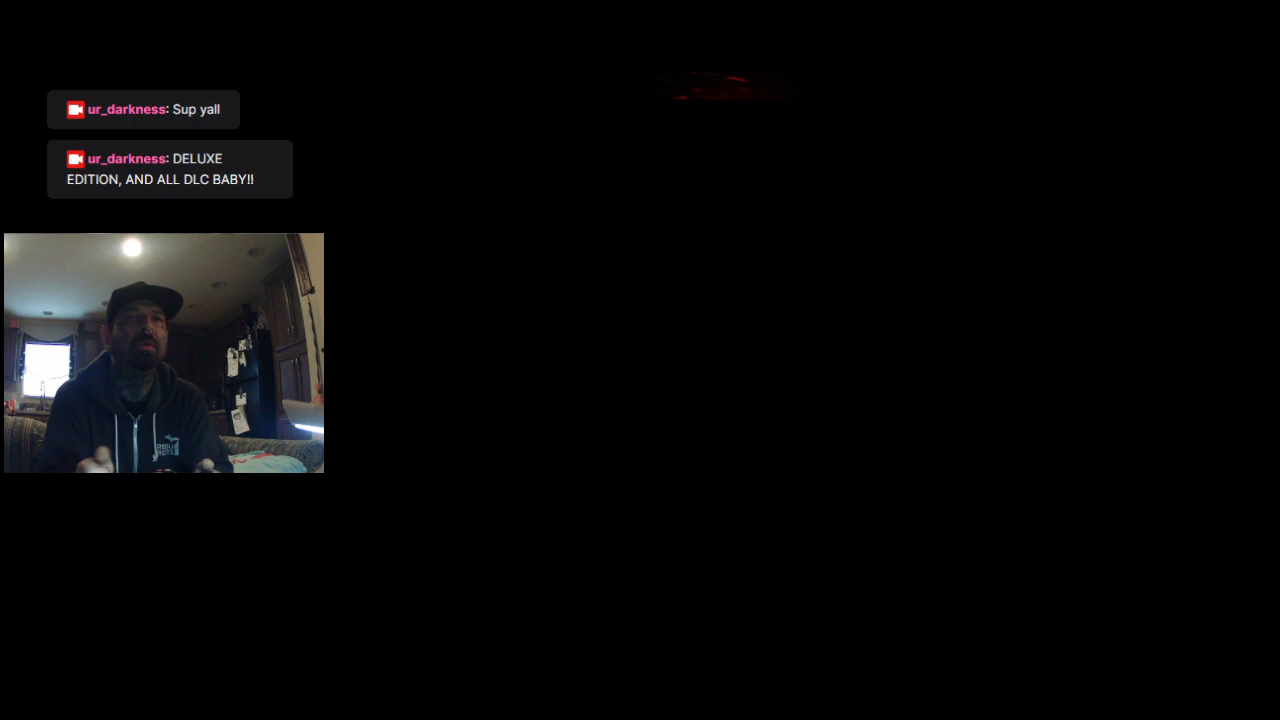 ur_darkness: Sup yall
ur_darkness: DELUXE
EDITION, AND ALL DLC BABY!!